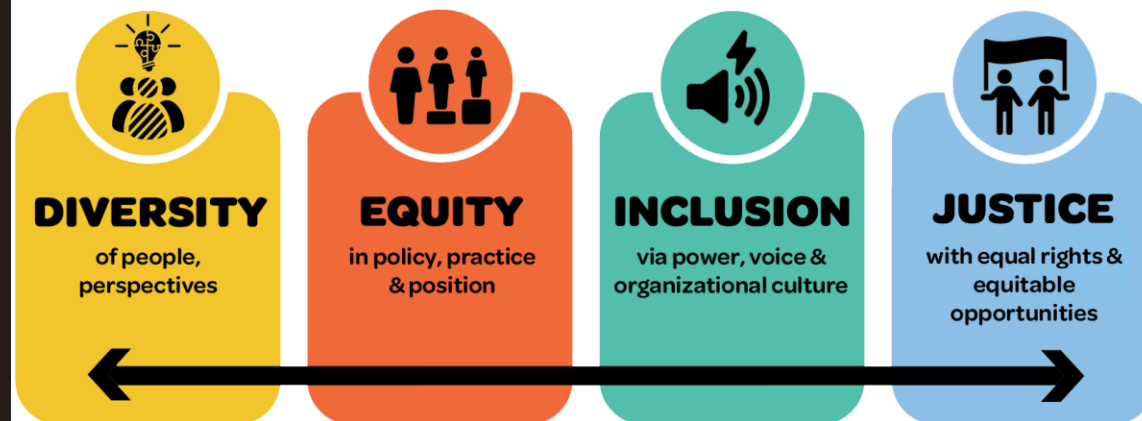 DIVERSITY
of people,
perspectives
EQUITY
in policy, practice
& position
INCLUSION
via power, voice &
organizational culture
JUSTICE
with equal rights &
equitable
opportunities